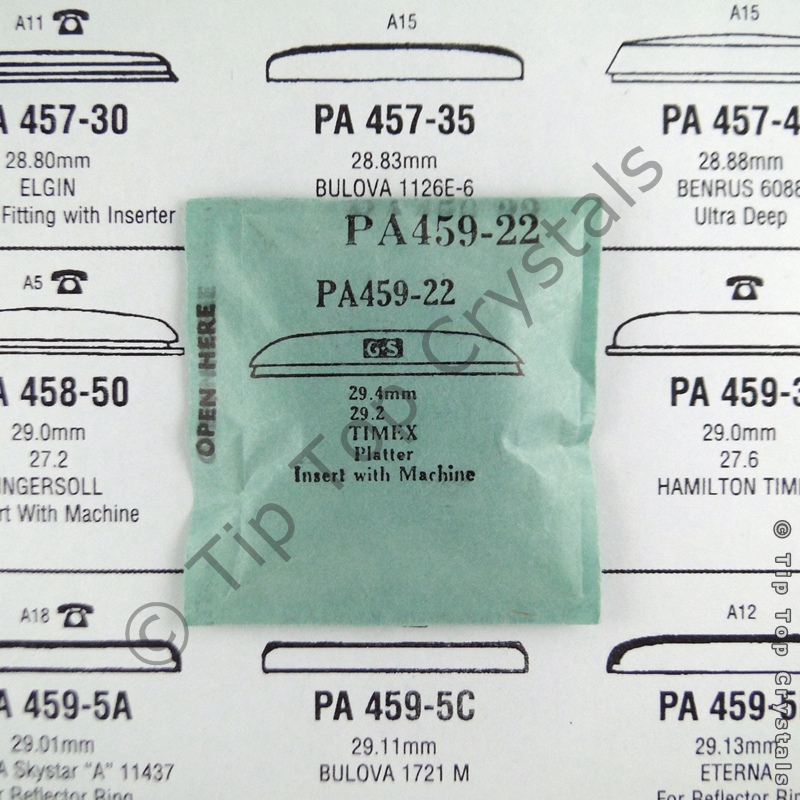 A11
A15
A15
PA 457-30
PA 457-35
PA 457-4
28.80mm
28.83mm
28.88mm
ELGIN
BULOVA 1126E-6
BENRUS 6088
Fitting with Inserter
Ultra Deep
PA459-22
PA459-22
OPEN HERE
G-S
29.4mm
29.2
TIMEX
Platter
Insert with Machine
A5
A 458-50
PA 459-3
29.0mm
29.0mm
27.2
27.6
INGERSOLL
HAMILTON TIM
rt With Machine
A18
A12
A 459-5A
PA 459-5C
PA 459-5
29.01mm
29.11mm
29.13mm
A Skystar "A" 11437
BULOVA 1721 M
ETERNA
For Reflector Ring
For Reflector Rin
© Tip Top Crystals
© Tip Top Crystals